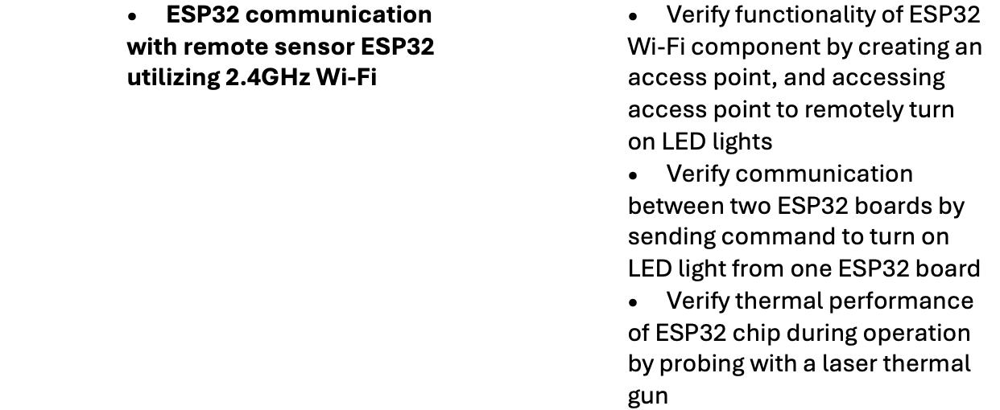 • ESP32 communication
with remote sensor ESP32
utilizing 2.4GHz Wi-Fi
• Verify functionality of ESP32
Wi-Fi component by creating an
access point, and accessing
access point to remotely turn
on LED lights
• Verify communication
between two ESP32 boards by
sending command to turn on
LED light from one ESP32 board
• Verify thermal performance
of ESP32 chip during operation
by probing with a laser thermal
gun